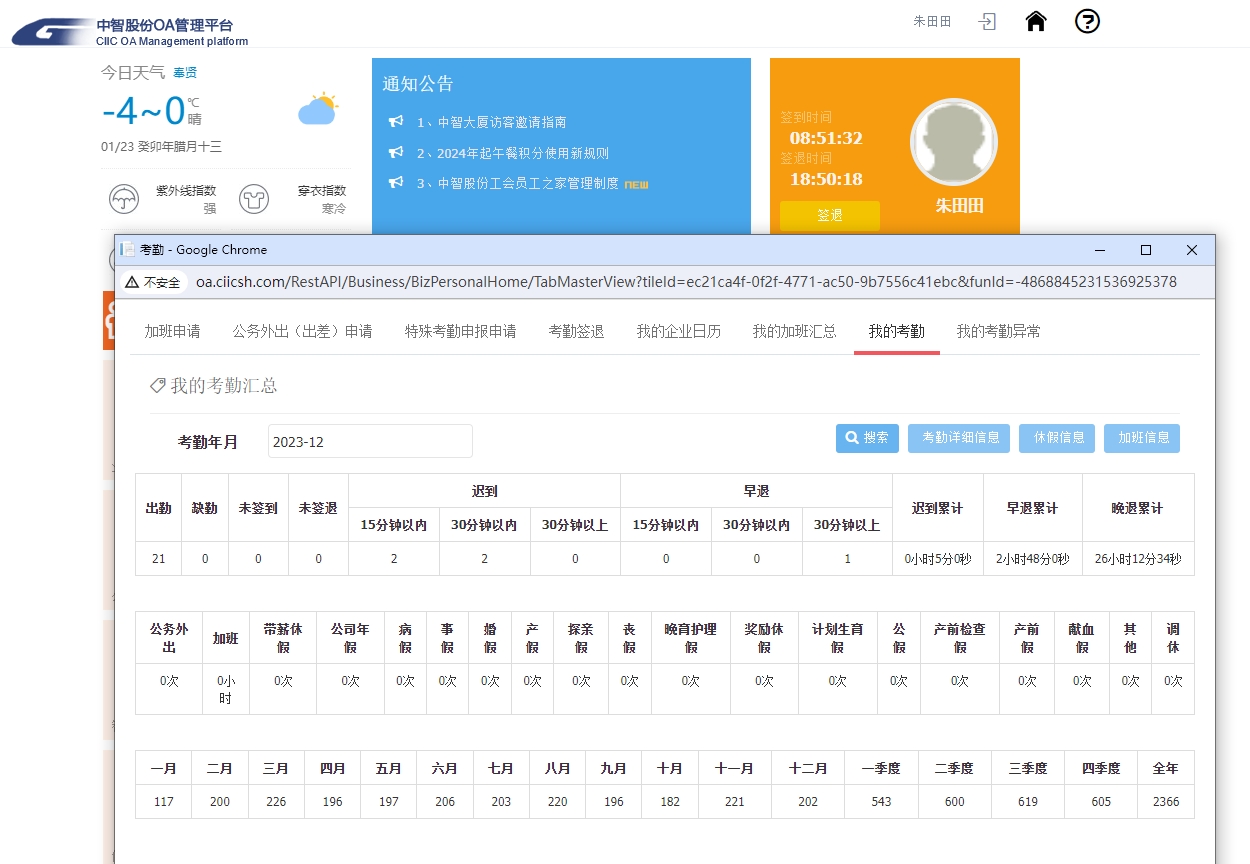 中智股份OA管理平台
CIIC OA Management platform
朱田田
今日天气 奉贤
-4~0℃
晴
01/23 癸卯年腊月十三
紫外线指数
强
穿衣指数
寒冷
通知公告
1、中智大厦访客邀请指南
2、2024年起午餐积分使用新规则
3、中智股份工会员工之家管理制度 NEW
签到时间
08:51:32
签退时间
18:50:18
签退
朱田田
考勤 - Google Chrome
不安全 oa.ciicsh.com/RestAPI/Business/BizPersonalHome/TabMasterView?tileId=ec21ca4f-0f2f-4771-ac50-9b7556c41ebc&funId=-4868845231536925378
加班申请 公务外出（出差）申请 特殊考勤申报申请 考勤签退 我的企业日历 我的加班汇总 我的考勤 我的考勤异常
我的考勤汇总
考勤年月 2023-12 搜索 考勤详细信息 休假信息 加班信息
出勤 缺勤 未签到 未签退 迟到 早退 迟到累计 早退累计 晚退累计
15分钟以内 30分钟以内 30分钟以上 15分钟以内 30分钟以内 30分钟以上
21 0 0 0 2 2 0 0 0 1 0小时5分0秒 2小时48分0秒 26小时12分34秒
公务外出 加班 带薪休假 公司年假 病假 事假 婚假 产假 探亲假 丧假 晚育护理假 奖励休假 计划生育假 公假 产前检查假 产前假 献血假 其他 调休
0次 0小时 0次 0次 0次 0次 0次 0次 0次 0次 0次 0次 0次 0次 0次 0次 0次 0次 0次
一月 二月 三月 四月 五月 六月 七月 八月 九月 十月 十一月 十二月 一季度 二季度 三季度 四季度 全年
117 200 226 196 197 206 203 220 196 182 221 202 543 600 619 605 2366